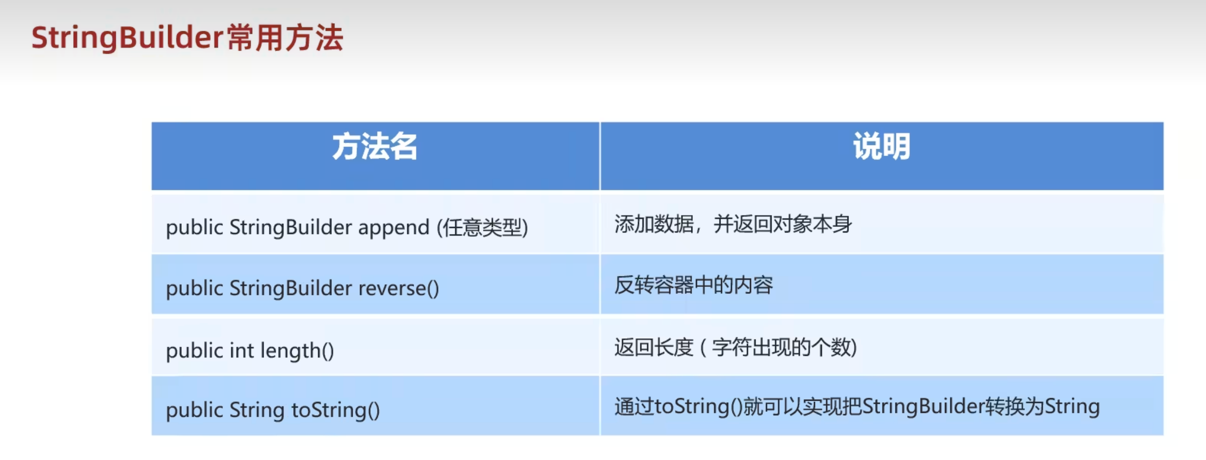 StringBuilder常用方法
方法名 说明
public StringBuilder append (任意类型) 添加数据，并返回对象本身
public StringBuilder reverse() 反转容器中的内容
public int length() 返回长度 ( 字符出现的个数)
public String toString() 通过toString()就可以实现把StringBuilder转换为String